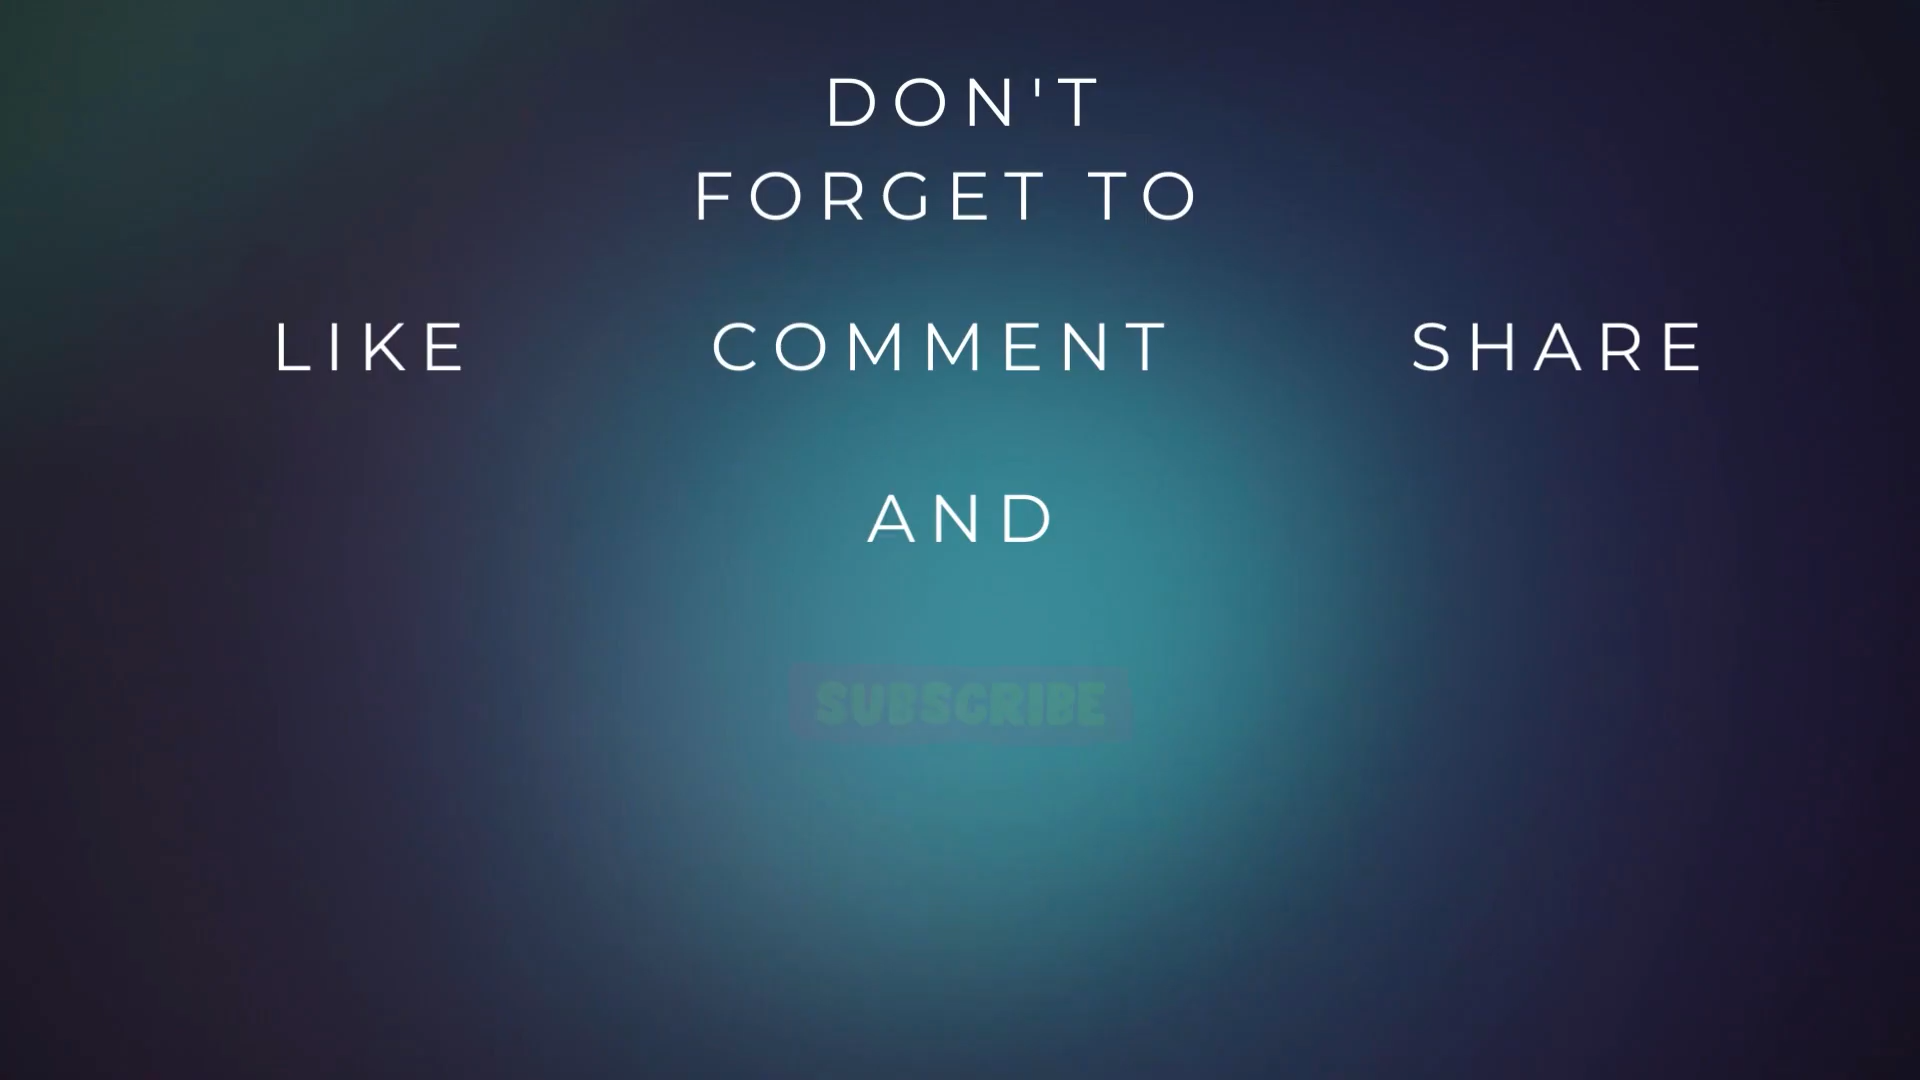 DON'T
FORGET TO
LIKE COMMENT SHARE
AND
SUBSCRIBE